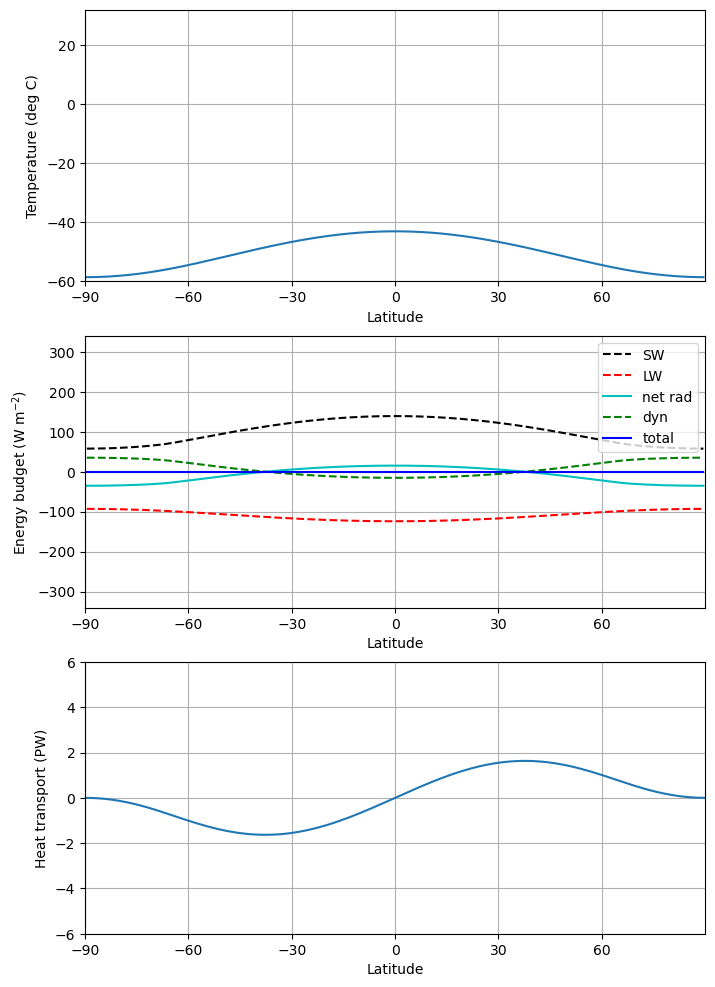 Temperature (deg C)
20
0
−20
−40
−60
−90 −60 −30 0 30 60
Latitude
Energy budget (W m⁻²)
300
200
100
0
−100
−200
−300
SW
LW
net rad
dyn
total
−90 −60 −30 0 30 60
Latitude
Heat transport (PW)
6
4
2
0
−2
−4
−6
−90 −60 −30 0 30 60
Latitude